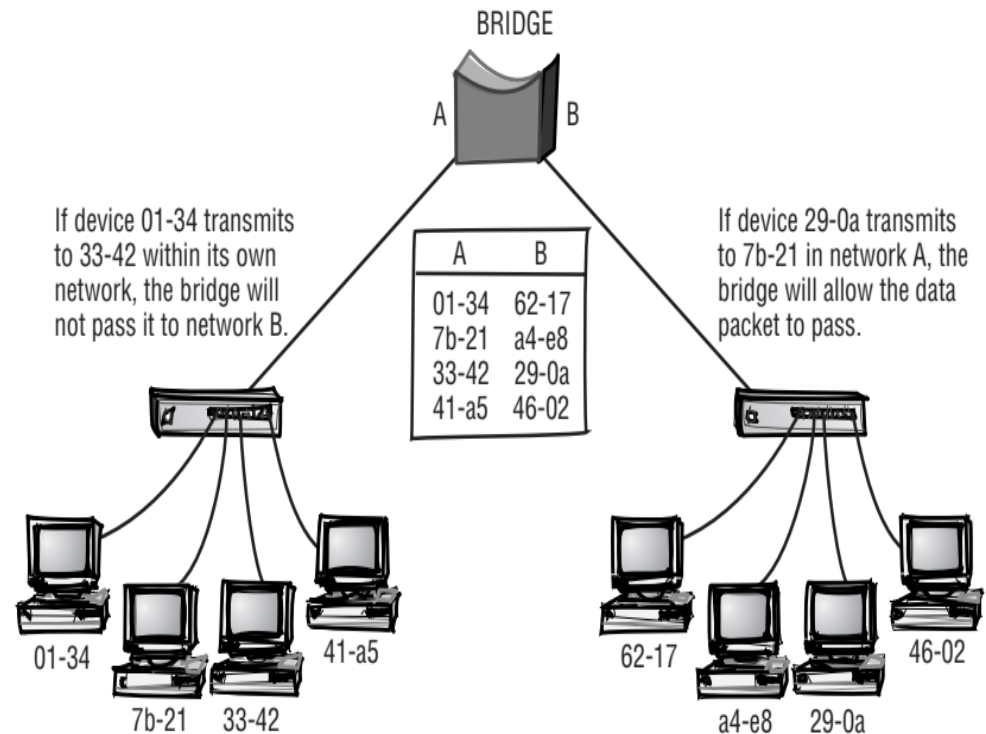 BRIDGE
A
B
If device 01-34 transmits
to 33-42 within its own
network, the bridge will
not pass it to network B.
A B
01-34 62-17
7b-21 a4-e8
33-42 29-0a
41-a5 46-02
If device 29-0a transmits
to 7b-21 in network A, the
bridge will allow the data
packet to pass.
01-34
7b-21
33-42
41-a5
62-17
a4-e8
29-0a
46-02